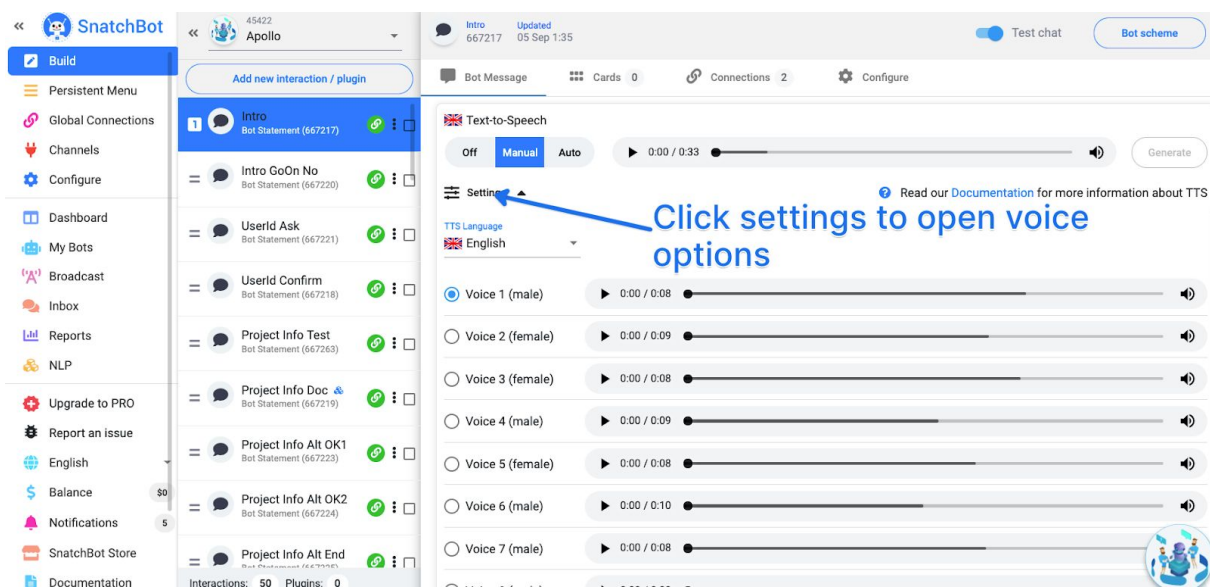 SnatchBot
Build
Persistent Menu
Global Connections
Channels
Configure
Dashboard
My Bots
Broadcast
Inbox
Reports
NLP
Upgrade to PRO
Report an issue
English
Balance $0
Notifications 5
SnatchBot Store
Documentation
45422
Apollo
Add new interaction / plugin
1 Intro
Bot Statement (667217)
Intro GoOn No
Bot Statement (667220)
UserId Ask
Bot Statement (667221)
UserId Confirm
Bot Statement (667218)
Project Info Test
Bot Statement (667263)
Project Info Doc
Bot Statement (667219)
Project Info Alt OK1
Bot Statement (667223)
Project Info Alt OK2
Bot Statement (667224)
Project Info Alt End
Bot Statement (667225)
Interactions: 50 Plugins: 0
Intro Updated
667217 05 Sep 1:35
Test chat
Bot scheme
Bot Message
Cards 0
Connections 2
Configure
Text-to-Speech
Off Manual Auto
0:00 / 0:33
Generate
Read our Documentation for more information about TTS
Click settings to open voice
options
TTS Language
English
Voice 1 (male) 0:00 / 0:08
Voice 2 (female) 0:00 / 0:09
Voice 3 (female) 0:00 / 0:08
Voice 4 (male) 0:00 / 0:09
Voice 5 (female) 0:00 / 0:08
Voice 6 (male) 0:00 / 0:10
Voice 7 (male) 0:00 / 0:08